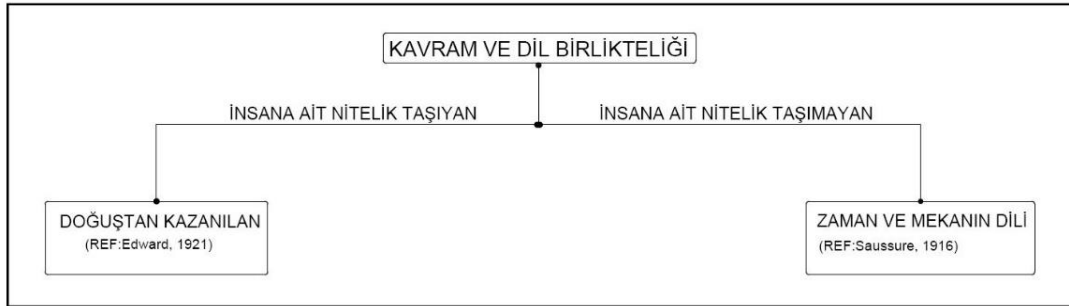 KAVRAM VE DİL BİRLİKTELİĞİ
İNSANA AİT NİTELİK TAŞIYAN
İNSANA AİT NİTELİK TAŞIMAYAN
DOĞUŞTAN KAZANILAN
(REF:Edward, 1921)
ZAMAN VE MEKANIN DİLİ
(REF:Saussure, 1916)